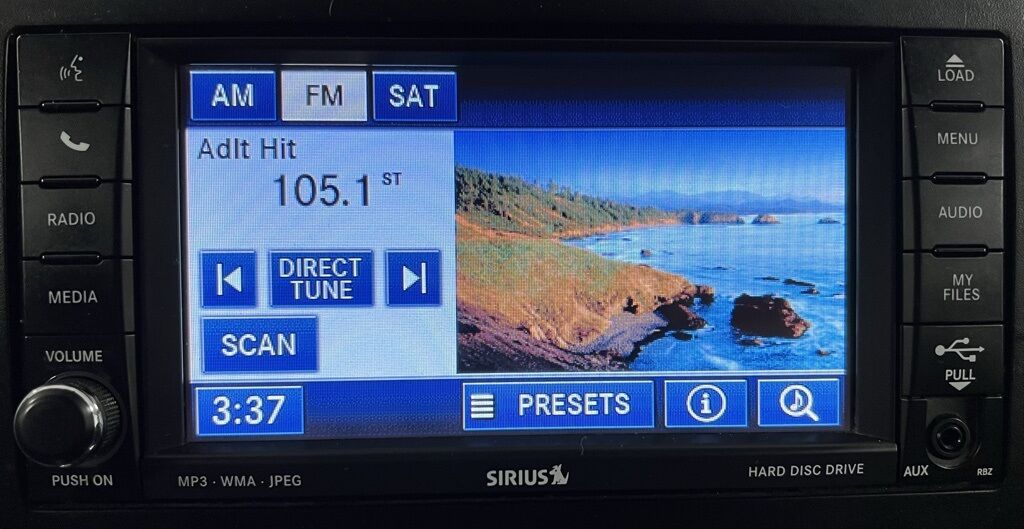 AM FM SAT
LOAD
Adlt Hit
MENU
105.1 ST
RADIO
AUDIO
DIRECT
TUNE
MY
FILES
MEDIA
SCAN
VOLUME
PULL
3:37
PRESETS
PUSH ON
MP3 · WMA · JPEG
SIRIUS
HARD DISC DRIVE
AUX
RBZ